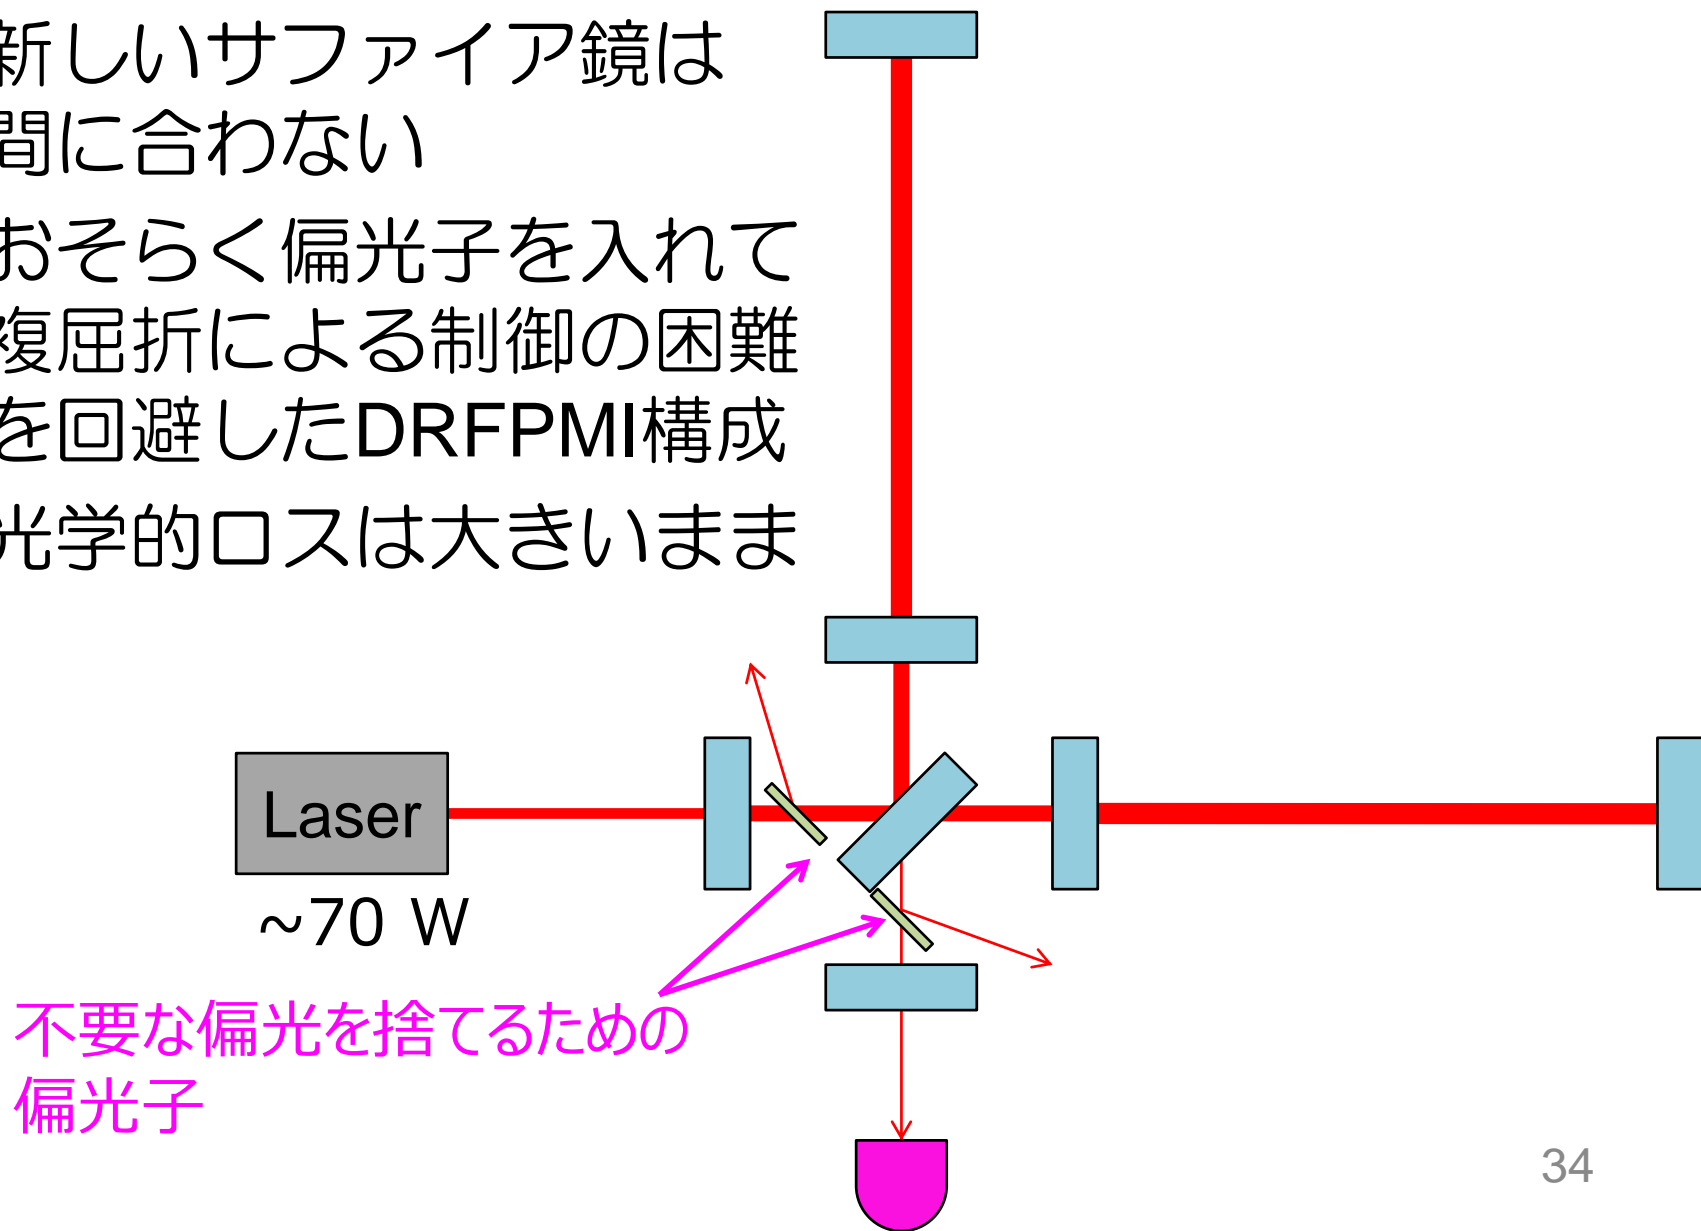 新しいサファイア鏡は
間に合わない
おそらく偏光子を入れて
複屈折による制御の困難
を回避したDRFPMI構成
光学的ロスは大きいまま
Laser
~70 W
不要な偏光を捨てるための
偏光子
34